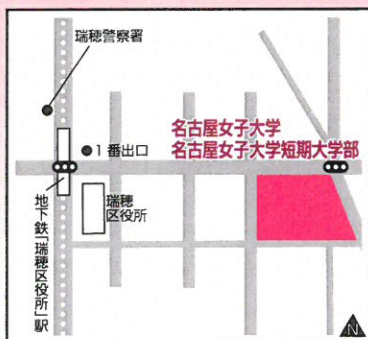 瑞穂警察署
●1番出口
名古屋女子大学
名古屋女子大学短期大学部
瑞穂
区役所
地下鉄「瑞穂区役所」駅
N